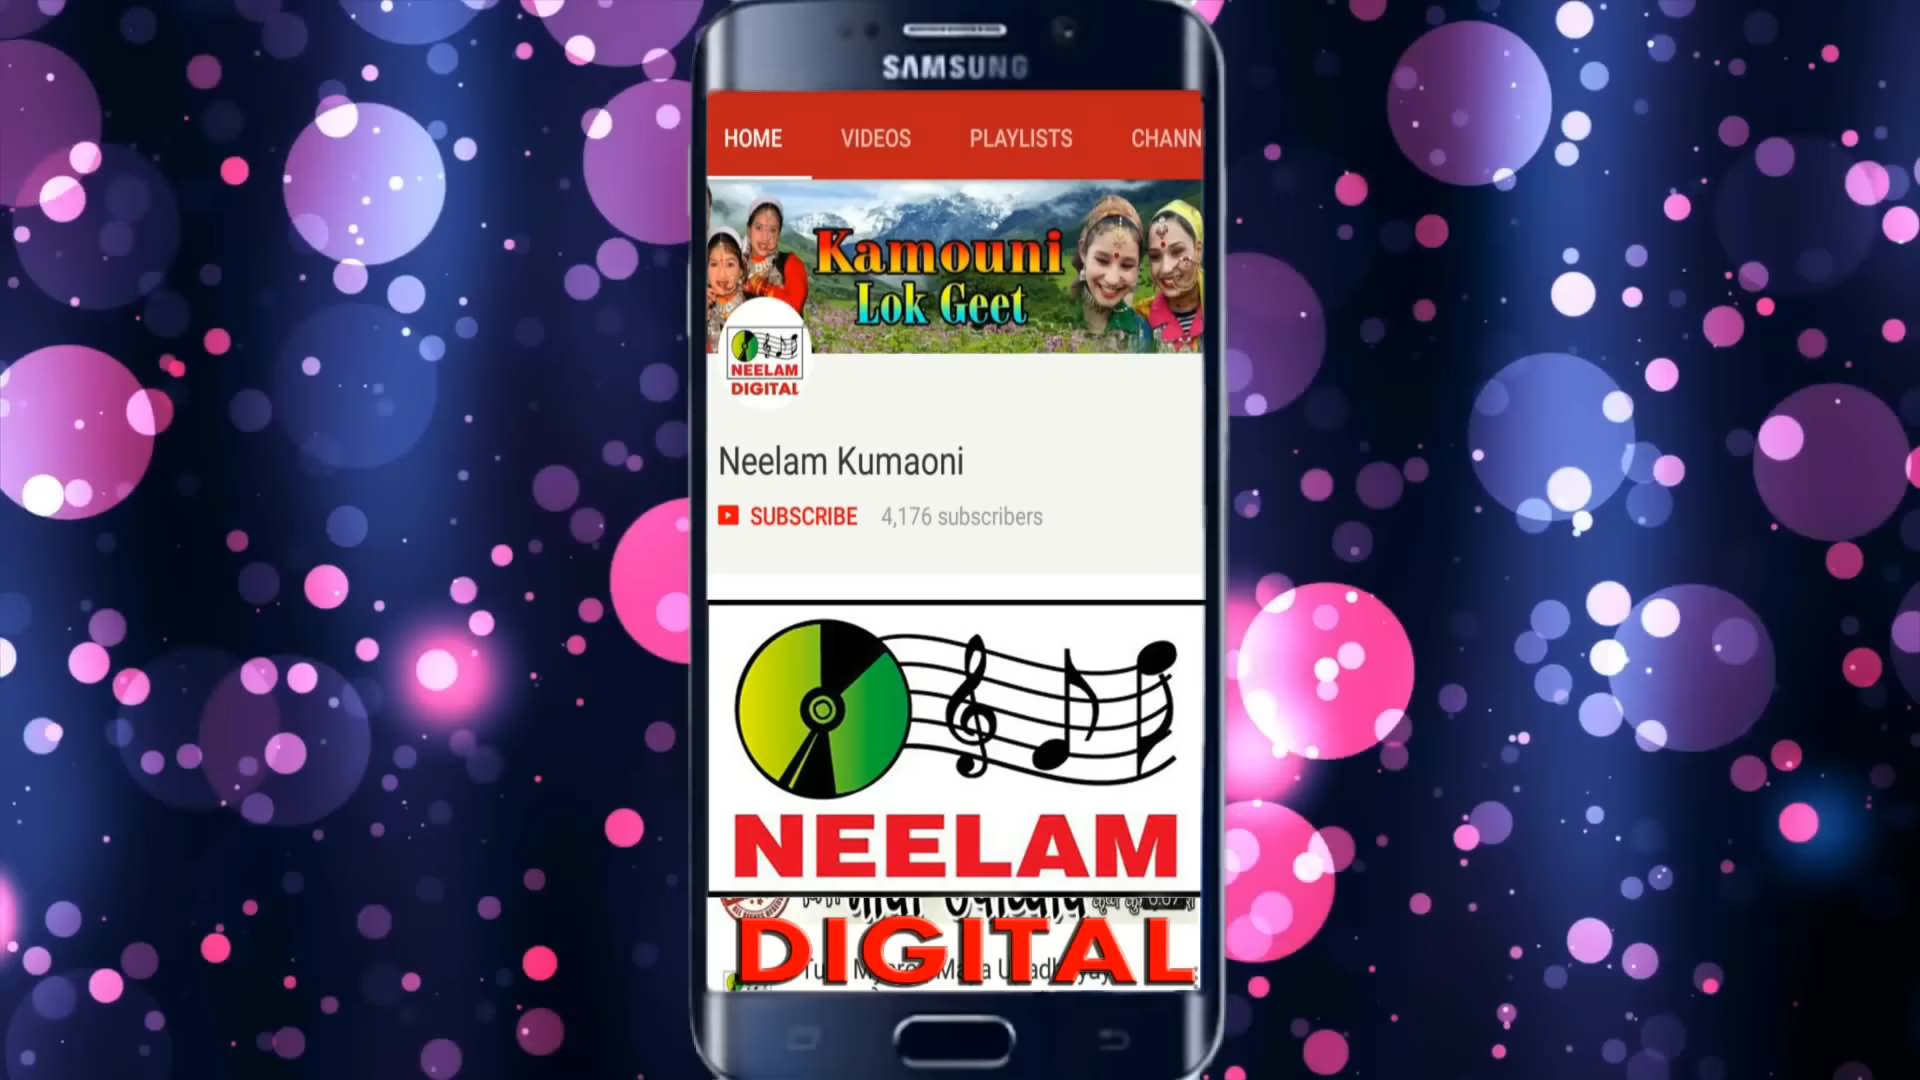 SAMSUNG
HOME VIDEOS PLAYLISTS CHANN
Kamouni
Lok Geet
NEELAM
DIGITAL
Neelam Kumaoni
SUBSCRIBE 4,176 subscribers
NEELAM
DIGITAL